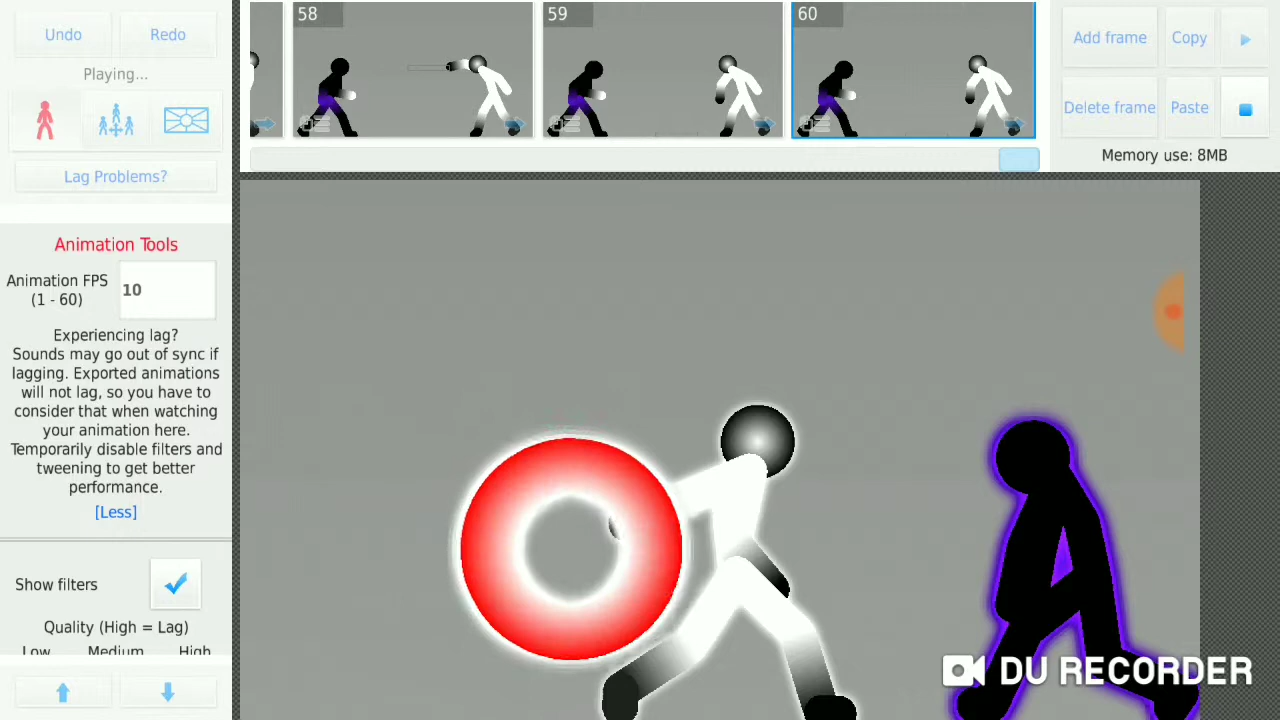 Undo
Redo
Playing...
Lag Problems?
58
59
60
Add frame
Copy
Delete frame
Paste
Memory use: 8MB
Animation Tools
Animation FPS
(1 - 60)
10
Experiencing lag?
Sounds may go out of sync if
lagging. Exported animations
will not lag, so you have to
consider that when watching
your animation here.
Temporarily disable filters and
tweening to get better
performance.
[Less]
Show filters
Quality (High = Lag)
Low Medium High
DU RECORDER